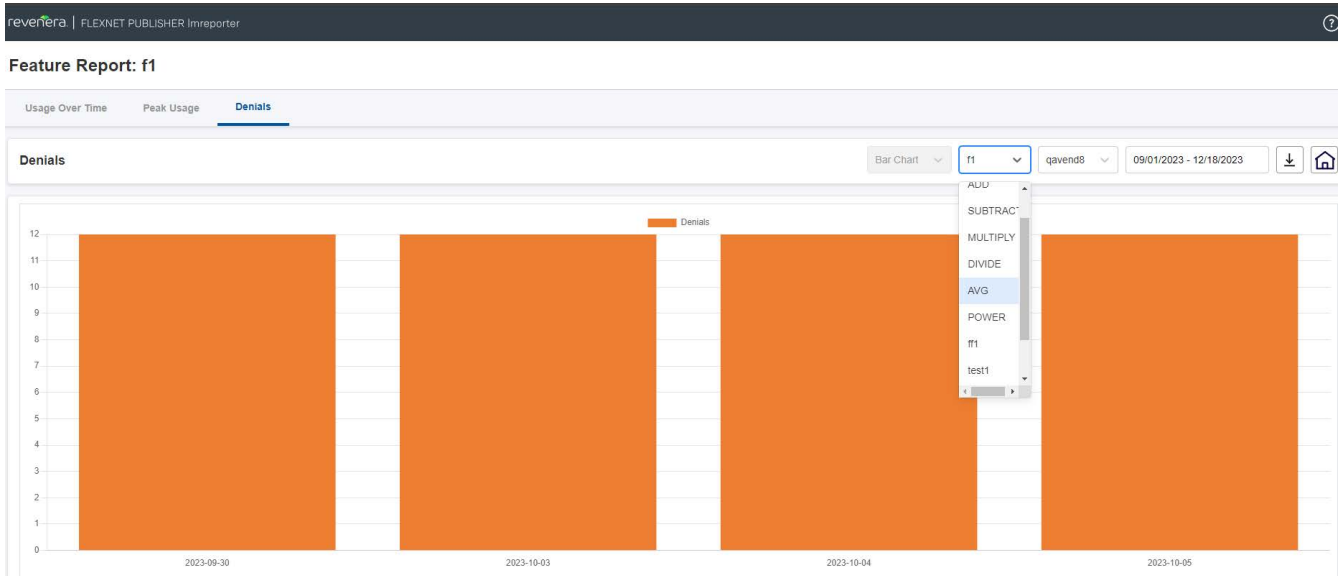 revenera. | FLEXNET PUBLISHER lmreporter
Feature Report: f1
Usage Over Time Peak Usage Denials
Denials Bar Chart f1 qavend8 09/01/2023 - 12/18/2023
ADD
SUBTRACT
MULTIPLY
DIVIDE
AVG
POWER
ff1
test1
Denials
12
11
10
9
8
7
6
5
4
3
2
1
0
2023-09-30 2023-10-03 2023-10-04 2023-10-05